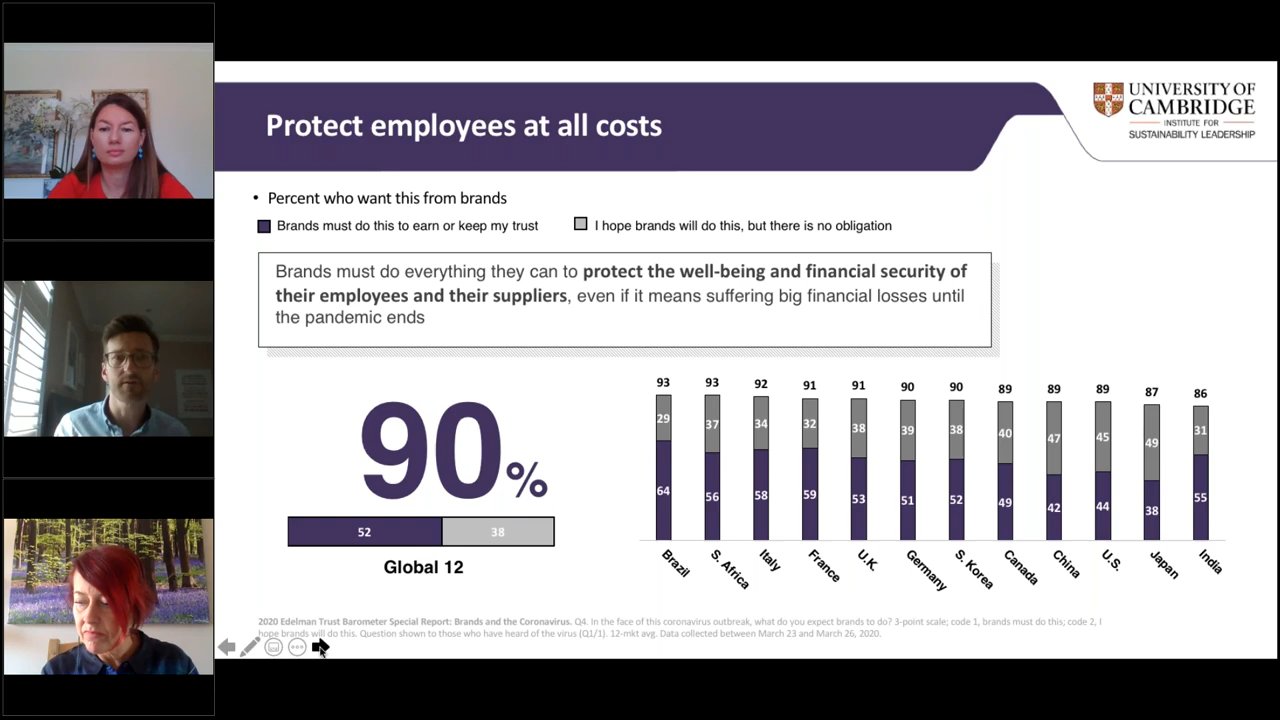 UNIVERSITY OF
CAMBRIDGE
INSTITUTE FOR
SUSTAINABILITY LEADERSHIP
Protect employees at all costs
• Percent who want this from brands
Brands must do this to earn or keep my trust
I hope brands will do this, but there is no obligation
Brands must do everything they can to protect the well-being and financial security of
their employees and their suppliers, even if it means suffering big financial losses until
the pandemic ends
90%
52 38
Global 12
93 93 92 91 91 90 90 89 89 89 87 86
29 37 34 32 38 39 38 40 47 45 49 31
64 56 58 59 53 51 52 49 42 44 38 55
Brazil S. Africa Italy France U.K. Germany S. Korea Canada China U.S. Japan India
2020 Edelman Trust Barometer Special Report: Brands and the Coronavirus. Q4. In the face of this coronavirus outbreak, what do you expect brands to do? 3-point scale; code 1, brands must do this; code 2, I
hope brands will do this. Question shown to those who have heard of the virus (Q1/1). 12-mkt avg. Data collected between March 23 and March 26, 2020.